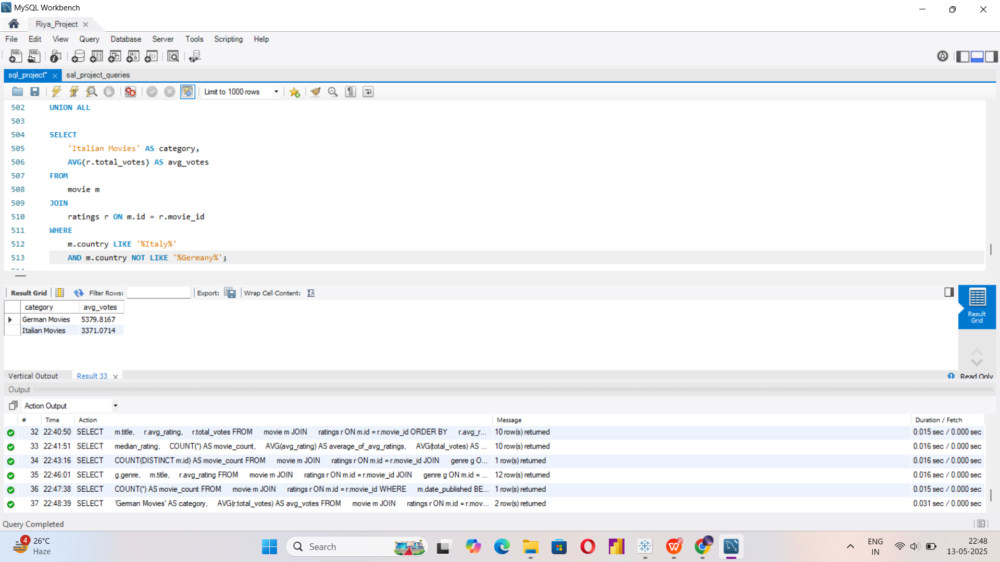 MySQL Workbench
Riya_Project
File Edit View Query Database Server Tools Scripting Help
sql_project* sal_project_queries
Limit to 1000 rows
502 UNION ALL
503
504 SELECT
505 'Italian Movies' AS category,
506 AVG(r.total_votes) AS avg_votes
507 FROM
508 movie m
509 JOIN
510 ratings r ON m.id = r.movie_id
511 WHERE
512 m.country LIKE '%Italy%'
513 AND m.country NOT LIKE '%Germany%';
Result Grid Filter Rows: Export: Wrap Cell Content:
category avg_votes
German Movies 5379.8167
Italian Movies 3371.0714
Result Grid
Vertical Output Result 33 Read Only
Output
Action Output
# Time Action Message Duration / Fetch
32 22:40:50 SELECT m.title, r.avg_rating, r.total_votes FROM movie m JOIN ratings r ON m.id = r.movie_id ORDER BY r.avg_r... 10 row(s) returned 0.015 sec / 0.000 sec
33 22:41:51 SELECT median_rating, COUNT(*) AS movie_count, AVG(avg_rating) AS average_of_avg_ratings, AVG(total_votes) AS ... 10 row(s) returned 0.016 sec / 0.000 sec
34 22:43:16 SELECT COUNT(DISTINCT m.id) AS movie_count FROM movie m JOIN ratings r ON m.id = r.movie_id JOIN genre g O... 1 row(s) returned 0.016 sec / 0.000 sec
35 22:46:01 SELECT g.genre, m.title, r.avg_rating FROM movie m JOIN ratings r ON m.id = r.movie_id JOIN genre g ON m.id = ... 12 row(s) returned 0.016 sec / 0.000 sec
36 22:47:38 SELECT COUNT(*) AS movie_count FROM movie m JOIN ratings r ON m.id = r.movie_id WHERE m.date_published BE... 1 row(s) returned 0.015 sec / 0.000 sec
37 22:48:39 SELECT 'German Movies' AS category, AVG(r.total_votes) AS avg_votes FROM movie m JOIN ratings r ON m.id = r.mov... 2 row(s) returned 0.031 sec / 0.000 sec
Query Completed
4 26°C
Haze
Search
ENG
IN
22:48
13-05-2025